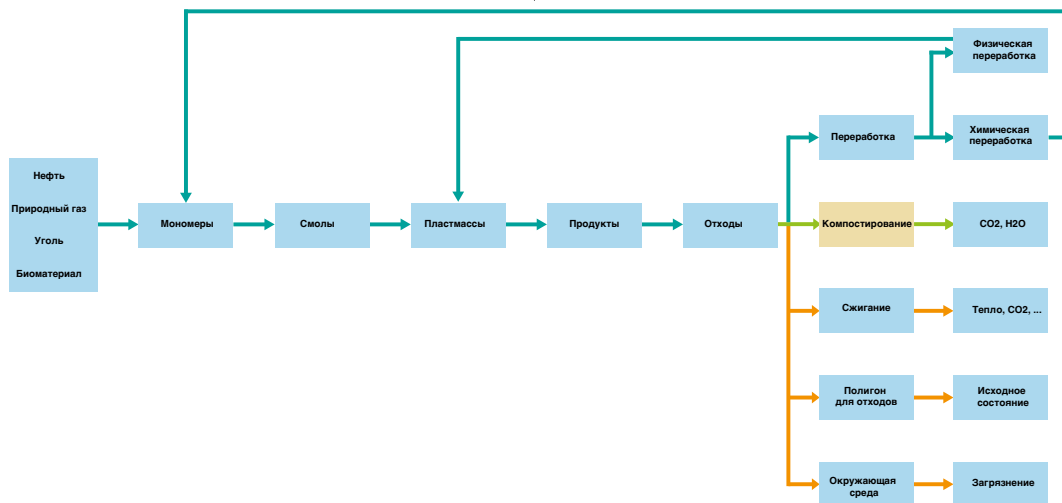 Физическая
переработка
Переработка
Химическая
переработка
Нефть
Природный газ
Уголь
Биоматериал
Мономеры
Смолы
Пластмассы
Продукты
Отходы
Компостирование
CO2, H2O
Сжигание
Тепло, CO2, ...
Полигон
для отходов
Исходное
состояние
Окружающая
среда
Загрязнение